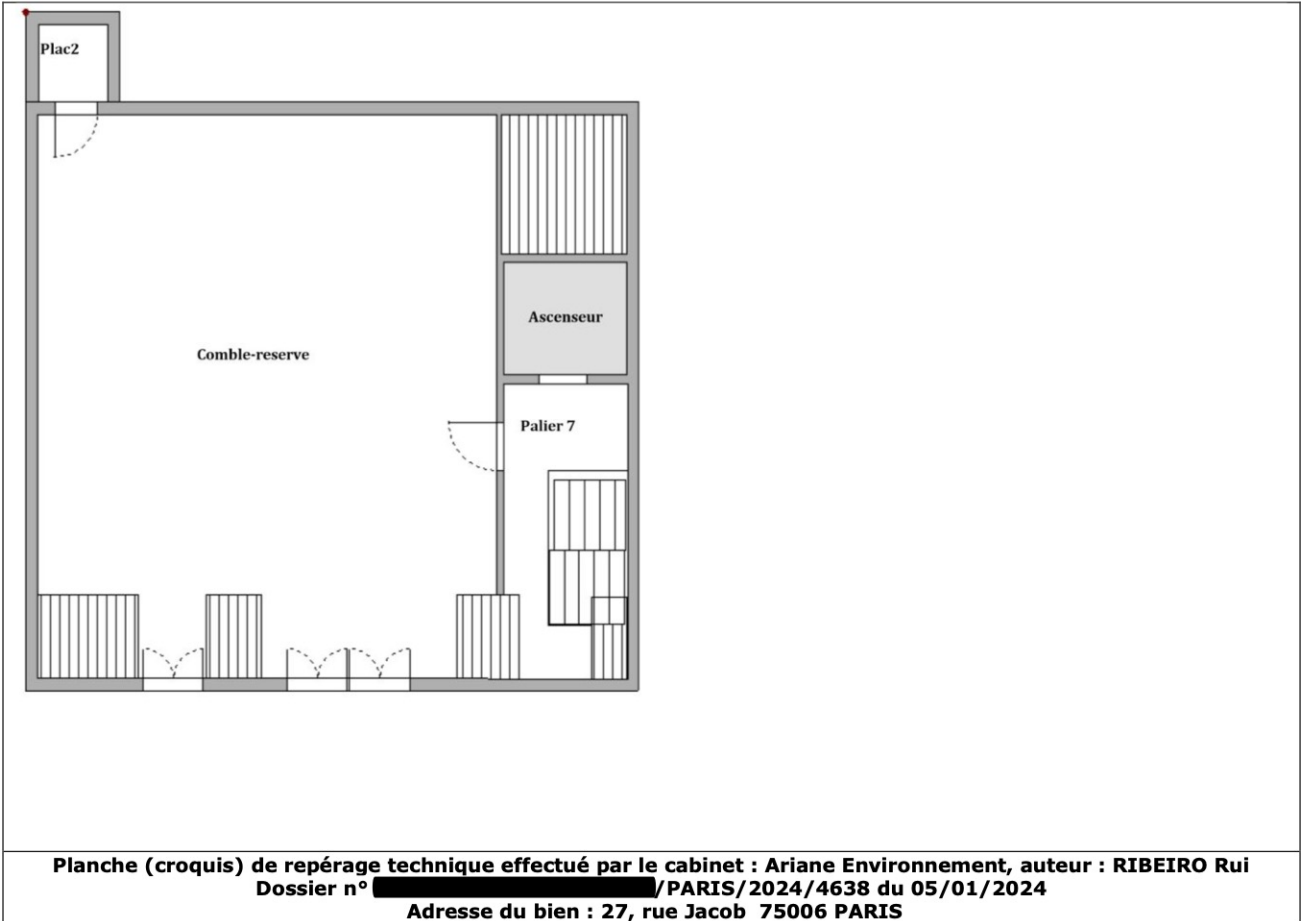 Plac2
Ascenseur
Comble-reserve
Palier 7
Planche (croquis) de repérage technique effectué par le cabinet : Ariane Environnement, auteur : RIBEIRO Rui
Dossier n° /PARIS/2024/4638 du 05/01/2024
Adresse du bien : 27, rue Jacob 75006 PARIS